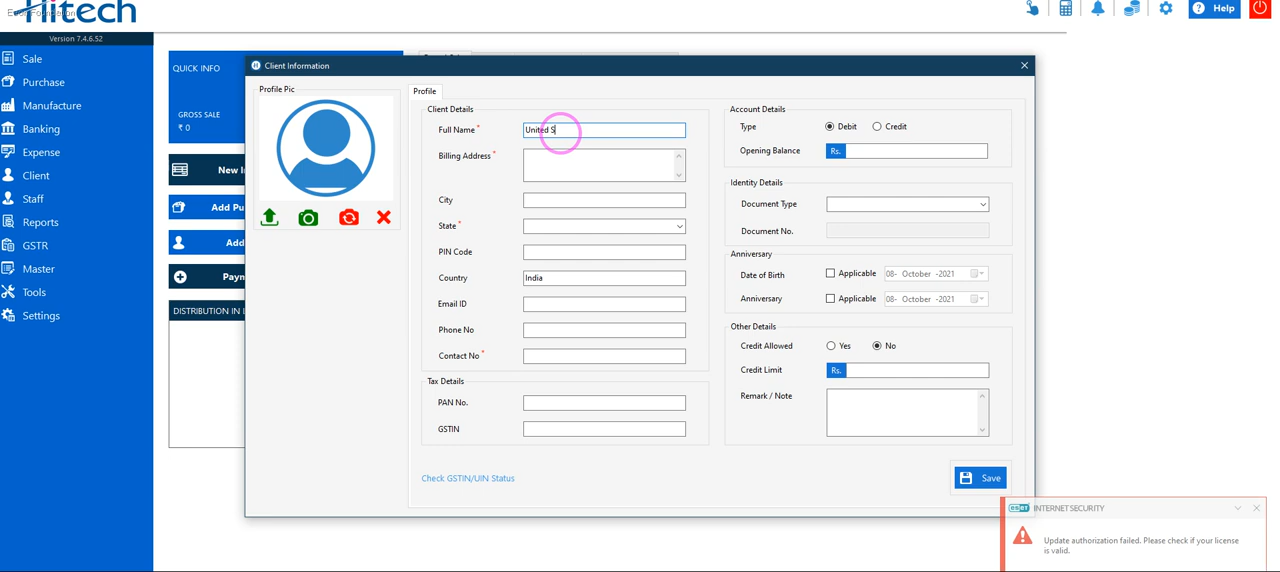 Hitech
Help
Version 7.4.6.52
Sale
Purchase
Manufacture
Banking
Expense
Client
Staff
Reports
GSTR
Master
Tools
Settings
QUICK INFO
GROSS SALE
₹ 0
New I
Add Pu
Add
Payn
DISTRIBUTION IN
Client Information
Profile Pic
Profile
Client Details
Full Name * United S
Billing Address *
City
State *
PIN Code
Country India
Email ID
Phone No
Contact No *
Tax Details
PAN No.
GSTIN
Check GSTIN/UIN Status
Account Details
Type Debit Credit
Opening Balance Rs.
Identity Details
Document Type
Document No.
Anniversary
Date of Birth Applicable 08- October -2021
Anniversary Applicable 08- October -2021
Other Details
Credit Allowed Yes No
Credit Limit Rs.
Remark / Note
Save
eset INTERNET SECURITY
Update authorization failed. Please check if your license
is valid.